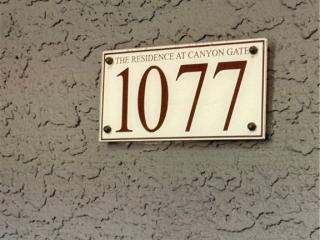 THE RESIDENCE AT CANYON GATE
1077